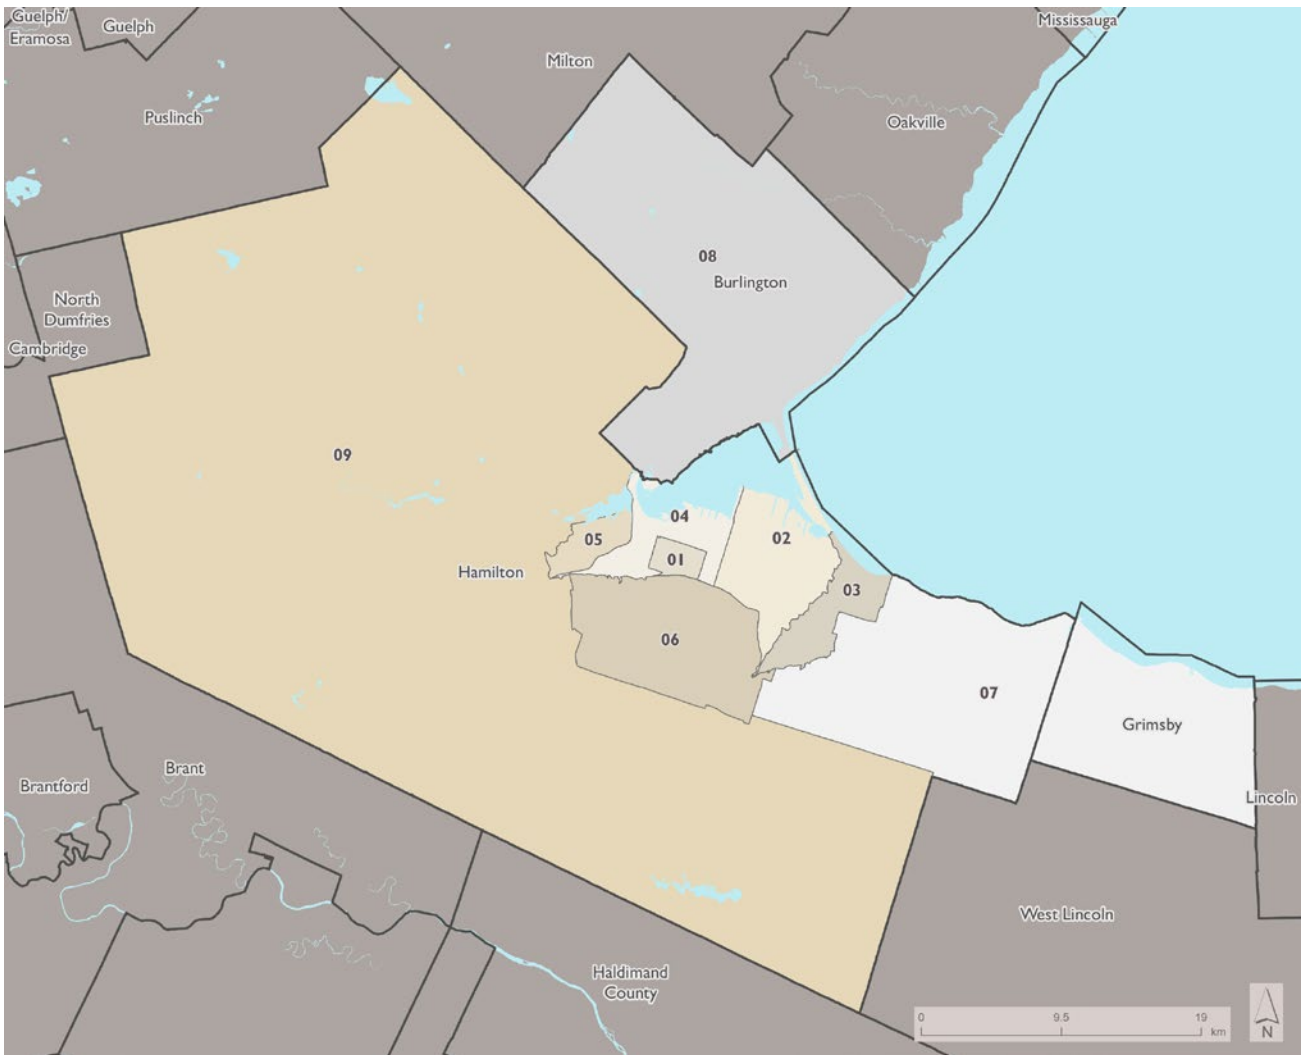 Guelph/
Eramosa
Guelph
Mississauga
Milton
Puslinch
Oakville
08
Burlington
North
Dumfries
Cambridge
09
04
02
05
01
Hamilton
03
06
07
Grimsby
Brant
Brantford
Lincoln
West Lincoln
Haldimand
County
0
9.5
19
km
N